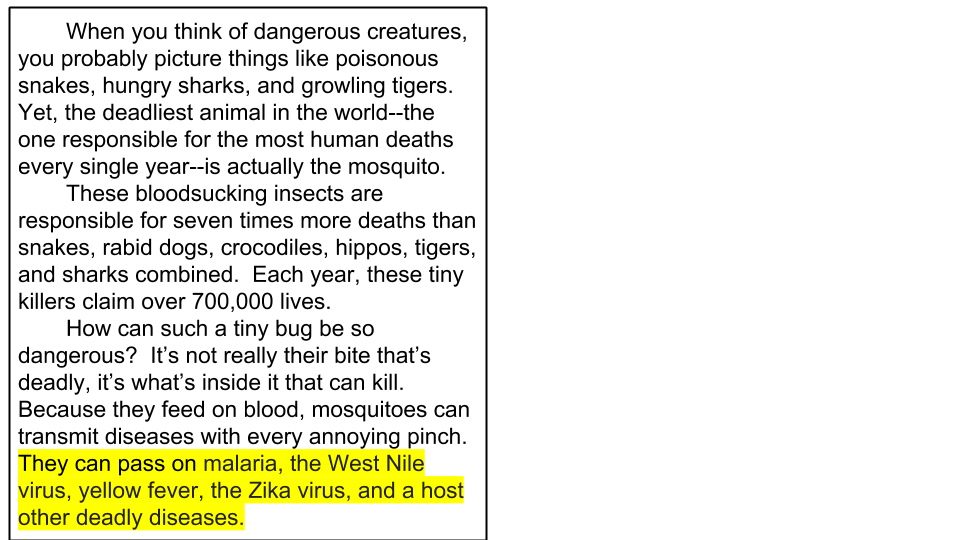 When you think of dangerous creatures,
you probably picture things like poisonous
snakes, hungry sharks, and growling tigers.
Yet, the deadliest animal in the world--the
one responsible for the most human deaths
every single year--is actually the mosquito.
These bloodsucking insects are
responsible for seven times more deaths than
snakes, rabid dogs, crocodiles, hippos, tigers,
and sharks combined.  Each year, these tiny
killers claim over 700,000 lives.
How can such a tiny bug be so
dangerous?  It’s not really their bite that’s
deadly, it’s what’s inside it that can kill.
Because they feed on blood, mosquitoes can
transmit diseases with every annoying pinch.
They can pass on malaria, the West Nile
virus, yellow fever, the Zika virus, and a host
other deadly diseases.